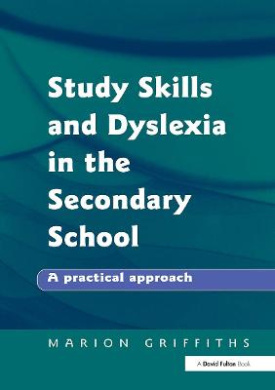 Study Skills
and Dyslexia
in the
Secondary
School
A practical approach
MARION GRIFFITHS
A David Fulton Book